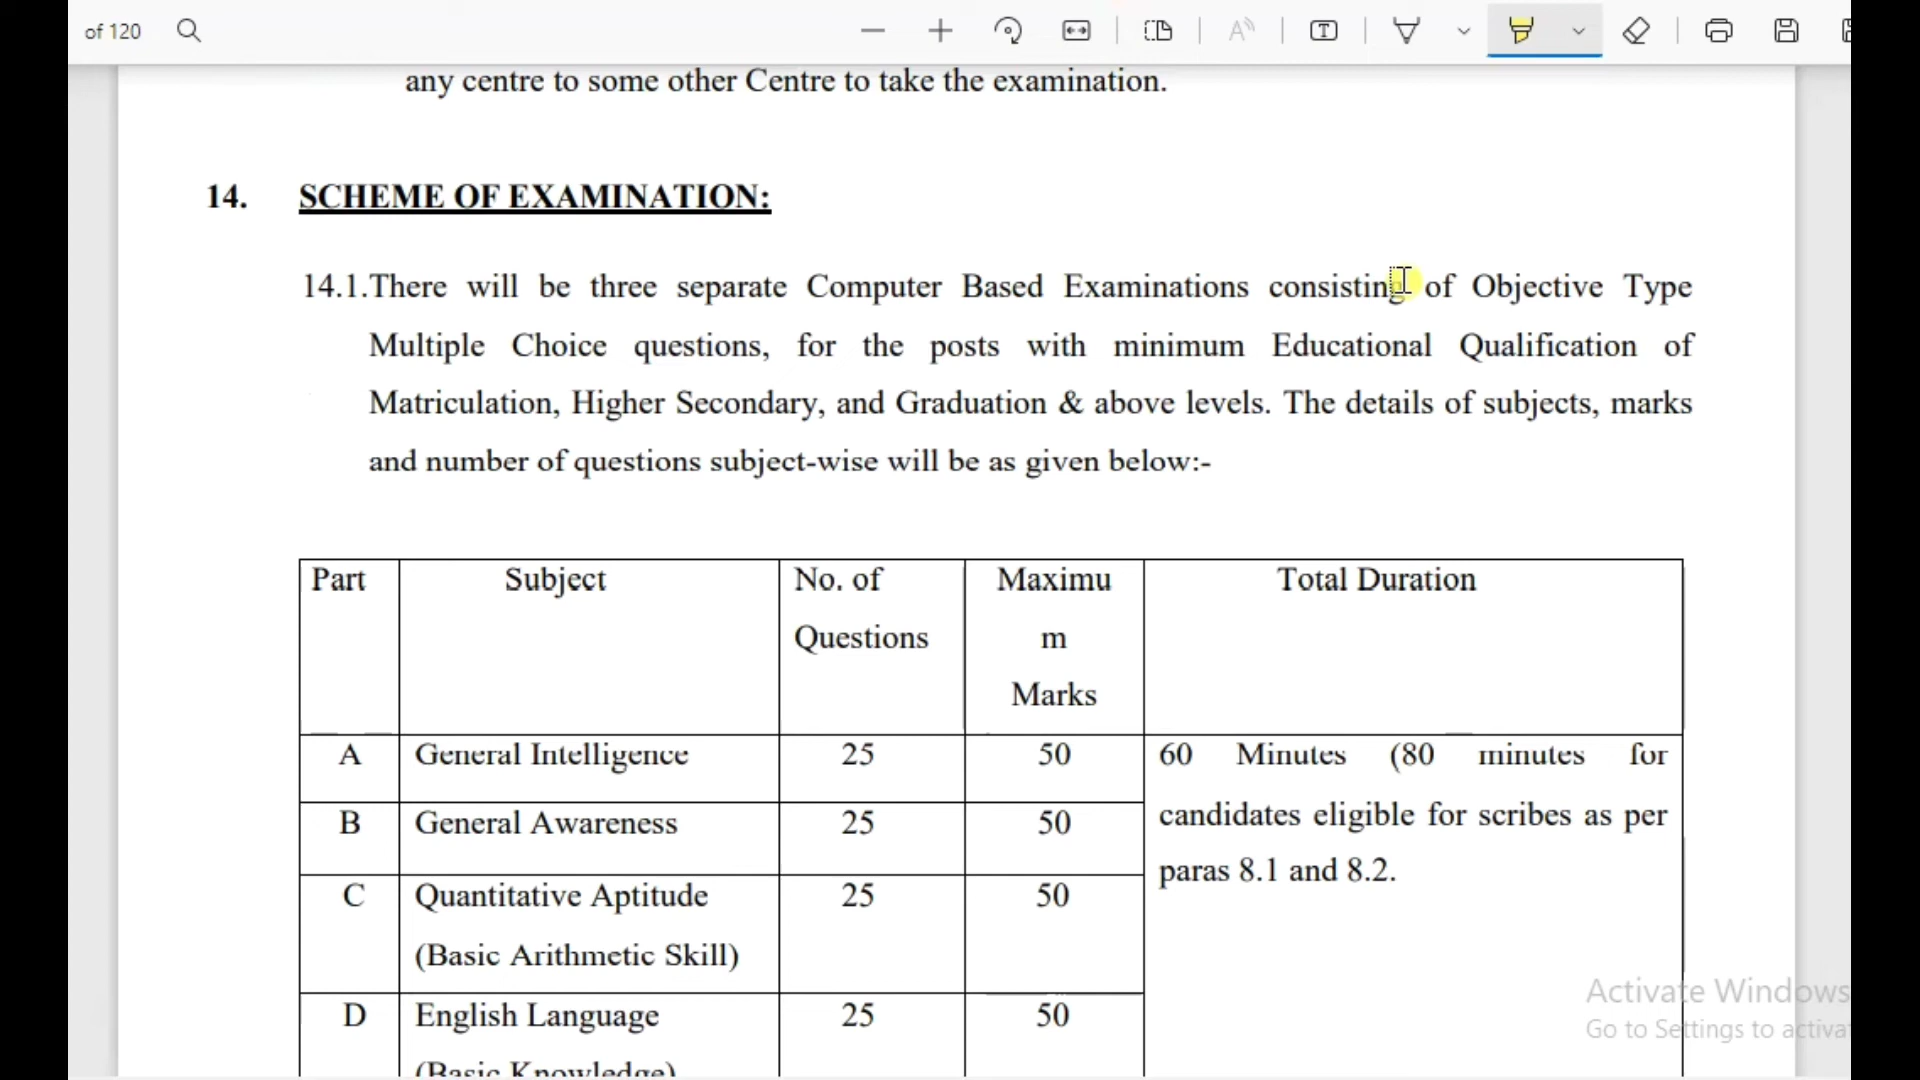 of 120
any centre to some other Centre to take the examination.
14. SCHEME OF EXAMINATION:
14.1.There will be three separate Computer Based Examinations consisting of Objective Type
Multiple Choice questions, for the posts with minimum Educational Qualification of
Matriculation, Higher Secondary, and Graduation & above levels. The details of subjects, marks
and number of questions subject-wise will be as given below:-
Part Subject No. of Maximu Total Duration
Questions m
Marks
A General Intelligence 25 50 60 Minutes (80 minutes for
B General Awareness 25 50 candidates eligible for scribes as per
paras 8.1 and 8.2.
C Quantitative Aptitude 25 50
(Basic Arithmetic Skill)
D English Language 25 50
(Basic Knowledge)
Activate Windows
Go to Settings to activa